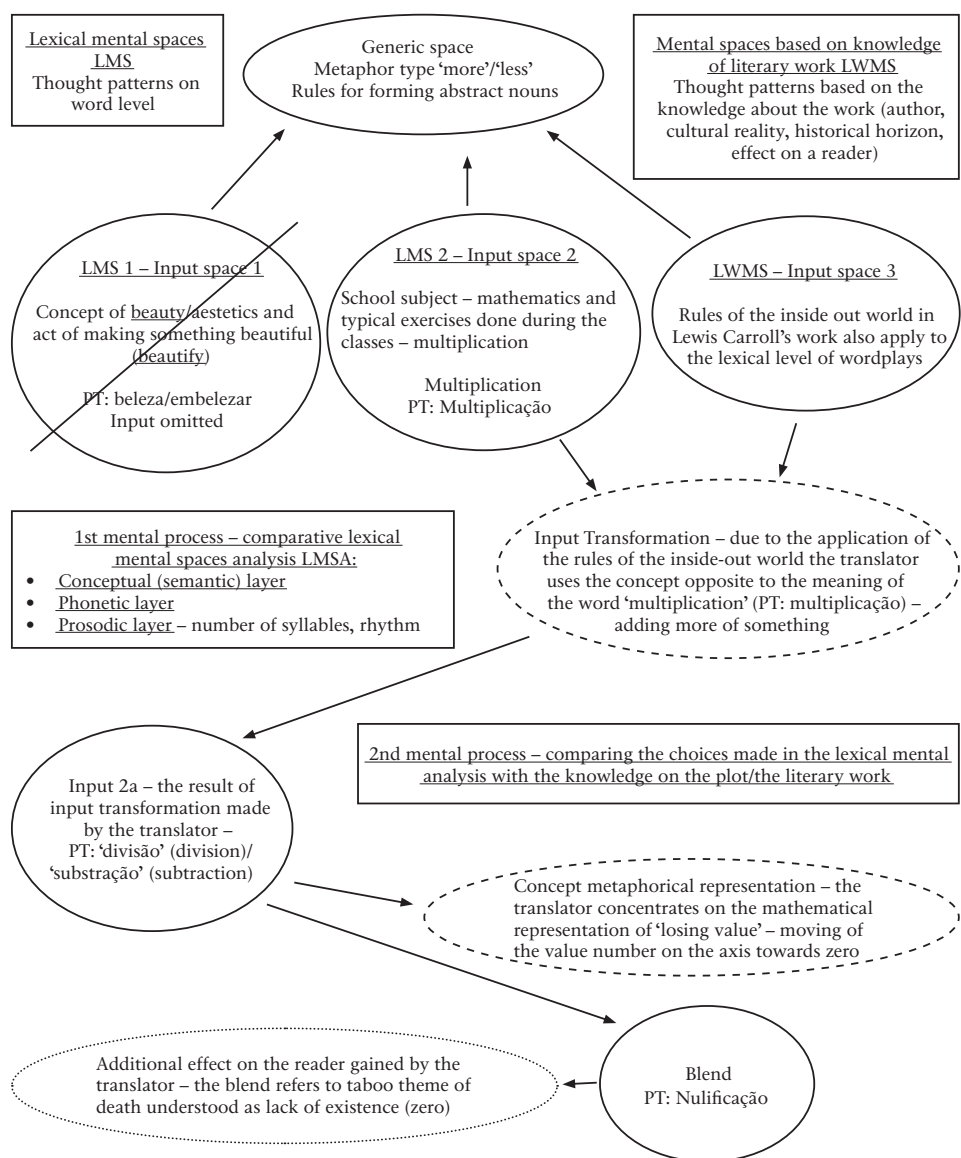 Lexical mental spaces
LMS
Thought patterns on
word level
Generic space
Metaphor type ‘more’/‘less’
Rules for forming abstract nouns
Mental spaces based on knowledge
of literary work LWMS
Thought patterns based on the
knowledge about the work (author,
cultural reality, historical horizon,
effect on a reader)
LMS 1 – Input space 1
Concept of beauty/aestetics and
act of making something beautiful
(beautify)
PT: beleza/embelezar
Input omitted
LMS 2 – Input space 2
School subject – mathematics and
typical exercises done during the
classes – multiplication
Multiplication
PT: Multiplicação
LWMS – Input space 3
Rules of the inside out world in
Lewis Carroll’s work also apply to
the lexical level of wordplays
1st mental process – comparative lexical
mental spaces analysis LMSA:
• Conceptual (semantic) layer
• Phonetic layer
• Prosodic layer – number of syllables, rhythm
Input Transformation – due to the application of
the rules of the inside-out world the translator
uses the concept opposite to the meaning of
the word ‘multiplication’ (PT: multiplicação) –
adding more of something
2nd mental process – comparing the choices made in the lexical mental
analysis with the knowledge on the plot/the literary work
Input 2a – the result of
input transformation made
by the translator –
PT: ‘divisão’ (division)/
‘substração’ (subtraction)
Concept metaphorical representation – the
translator concentrates on the mathematical
representation of ‘losing value’ – moving of
the value number on the axis towards zero
Additional effect on the reader gained by the
translator – the blend refers to taboo theme of
death understood as lack of existence (zero)
Blend
PT: Nulificação